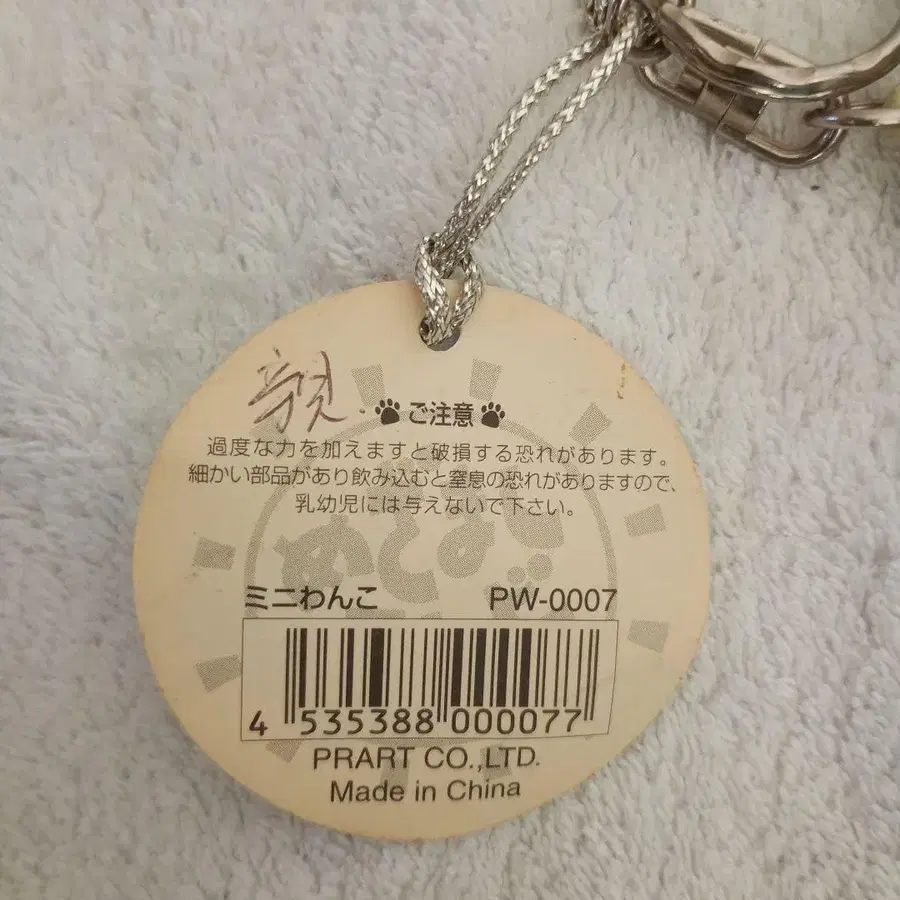 ご注意
過度な力を加えますと破損する恐れがあります。
細かい部品があり飲み込むと窒息の恐れがありますので、
乳幼児には与えないで下さい。
ミニわんこ PW-0007
4 535388 000077
PRART CO.,LTD.
Made in China